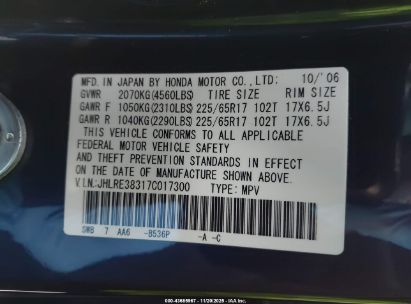 MFD. IN JAPAN BY HONDA MOTOR CO., LTD: 10/'06
GVWR 2070KG(4560LBS) TIRE SIZE RIM SIZE
GAWR F 1050KG(2310LBS) 225/65R17 102T 17X6.5J
GAWR R 1040KG(2290LBS) 225/65R17 102T 17X6.5J
THIS VEHICLE CONFORMS TO ALL APPLICABLE
FEDERAL MOTOR VEHICLE SAFETY
AND THEFT PREVENTION STANDARDS IN EFFECT
ON THE DATE OF MANUFACTURE SHOWN ABOVE.
V.I.N.:JHLRE38317C017300 TYPE: MPV
SWB 7 AA6 -B536P -A -C
000-43665967 - 11/20/2025 - IAA, Inc.